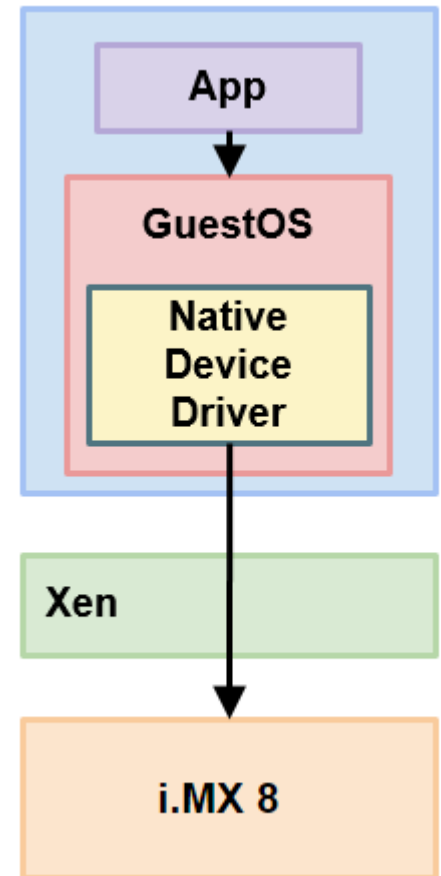 App
GuestOS
Native
Device
Driver
Xen
i.MX 8